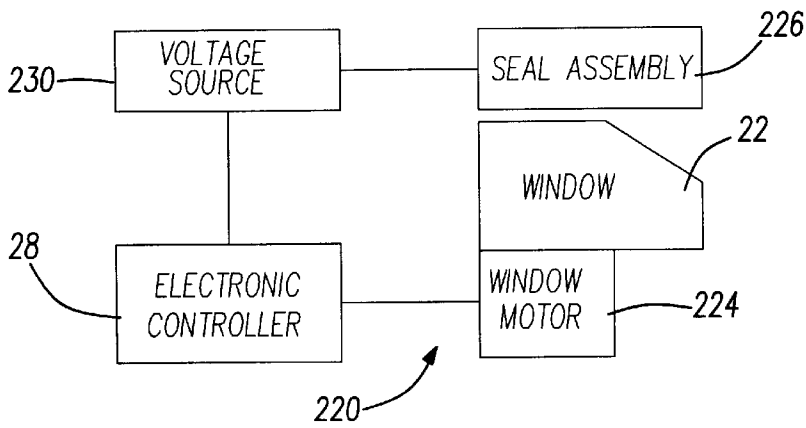 VOLTAGE
SOURCE
230
SEAL ASSEMBLY
226
22
WINDOW
28
ELECTRONIC
CONTROLLER
WINDOW
MOTOR
224
220